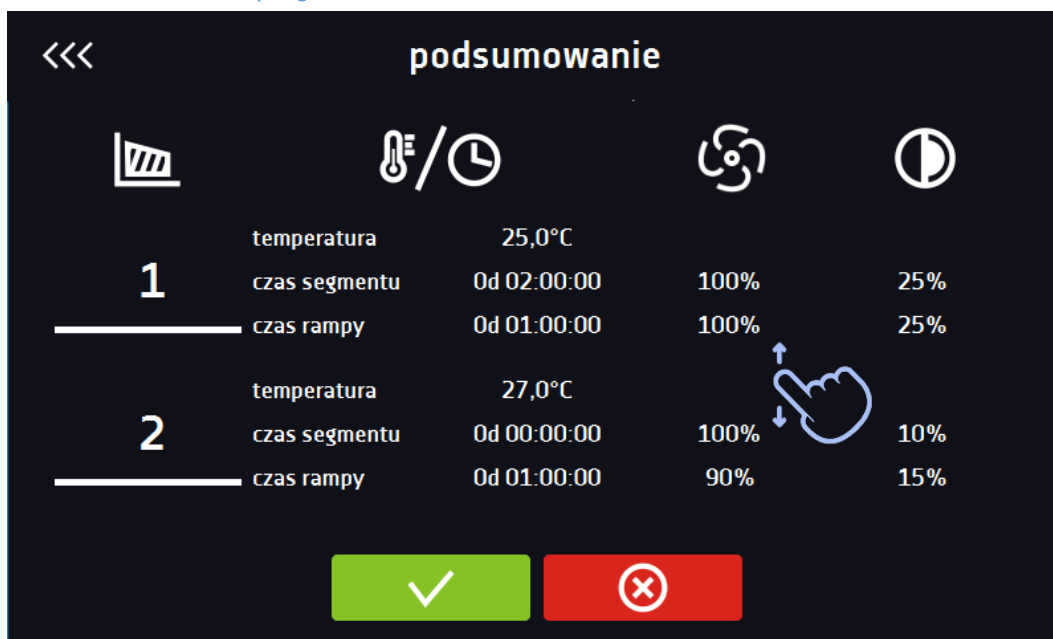 <<< podsumowanie
temperatura 25,0°C
1 czas segmentu 0d 02:00:00 100% 25%
czas rampy 0d 01:00:00 100% 25%
temperatura 27,0°C
2 czas segmentu 0d 00:00:00 100% 10%
czas rampy 0d 01:00:00 90% 15%